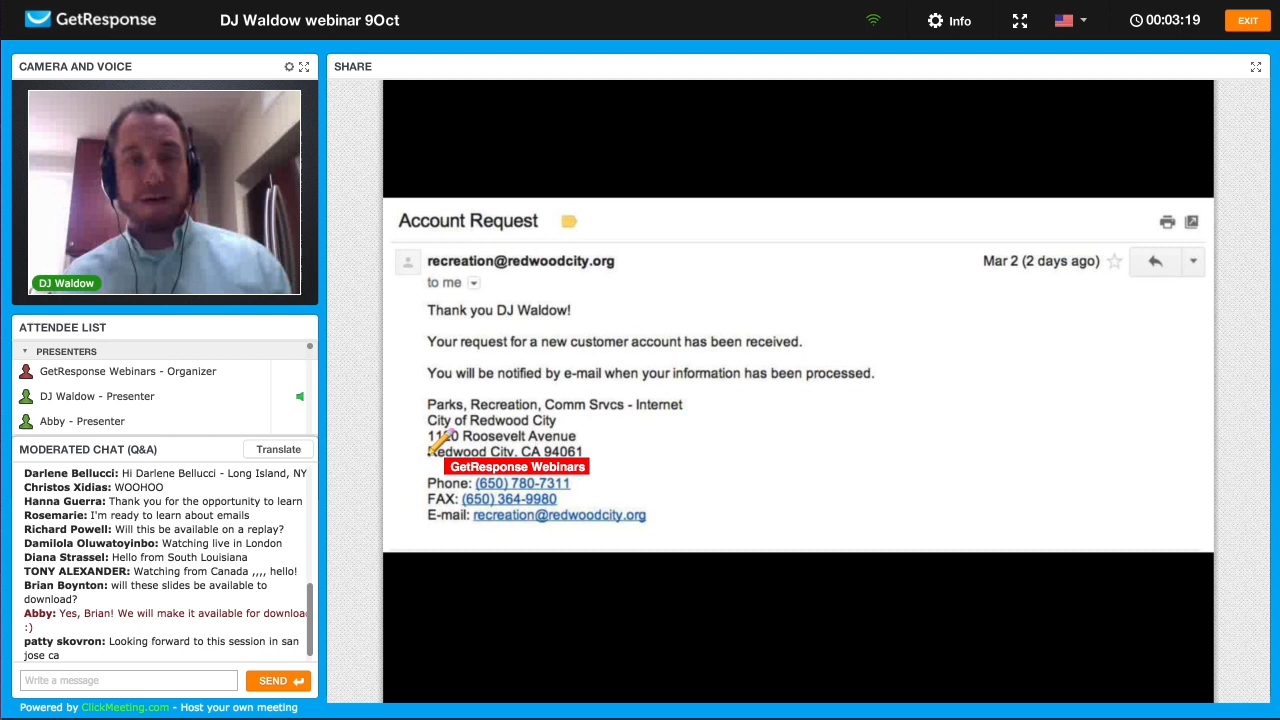 GetResponse
DJ Waldow webinar 9Oct
Info
00:03:19
EXIT
CAMERA AND VOICE
DJ Waldow
ATTENDEE LIST
PRESENTERS
GetResponse Webinars - Organizer
DJ Waldow - Presenter
Abby - Presenter
MODERATED CHAT (Q&A)
Translate
Darlene Bellucci: Hi Darlene Bellucci - Long Island, NY
Christos Xidias: WOOHOO
Hanna Guerra: Thank you for the opportunity to learn
Rosemarie: I'm ready to learn about emails
Richard Powell: Will this be available on a replay?
Damilola Oluwatoyinbo: Watching live in London
Diana Strassel: Hello from South Louisiana
TONY ALEXANDER: Watching from Canada ,,,, hello!
Brian Boynton: will these slides be available to
download?
Abby: Yes, Brian! We will make it available for downloa
:)
patty skovron: Looking forward to this session in san
jose ca
Write a message
SEND
Powered by ClickMeeting.com - Host your own meeting
SHARE
Account Request
recreation@redwoodcity.org
Mar 2 (2 days ago)
to me
Thank you DJ Waldow!
Your request for a new customer account has been received.
You will be notified by e-mail when your information has been processed.
Parks, Recreation, Comm Srvcs - Internet
City of Redwood City
Roosevelt Avenue
Redwood City, CA 94061
GetResponse Webinars
Phone: (650) 780-7311
FAX: (650) 364-9980
E-mail: recreation@redwoodcity.org